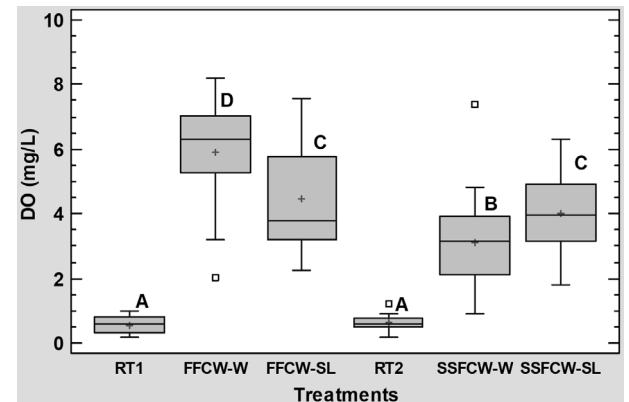 10
8
6
4
2
0
DO (mg/L)
A
D
C
A
B
C
RT1 FFCW-W FFCW-SL RT2 SSFCW-W SSFCW-SL
Treatments